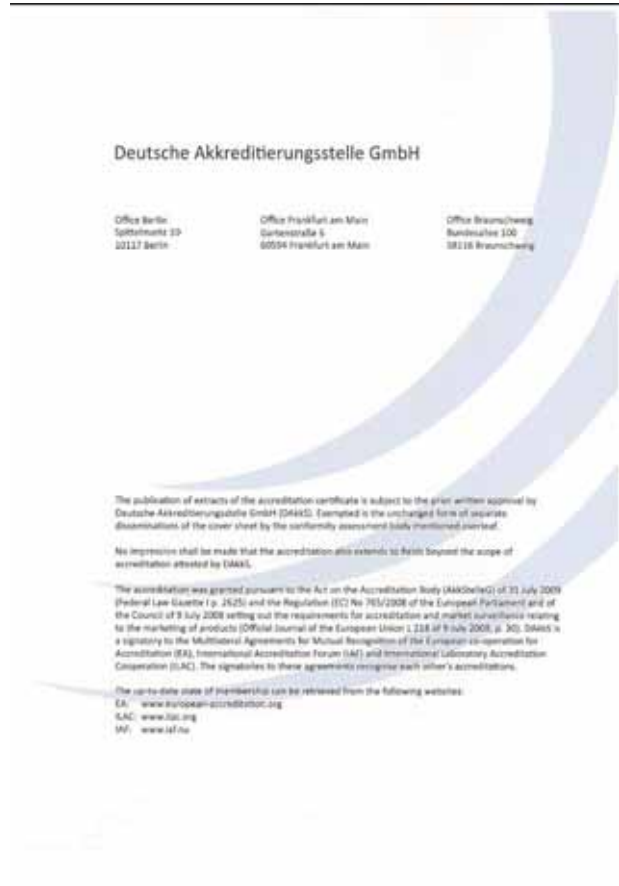 Deutsche Akkreditierungsstelle GmbH
Office Berlin
Spittelmarkt 10
10117 Berlin
Office Frankfurt am Main
Gartenstraße 6
60594 Frankfurt am Main
Office Braunschweig
Bundesallee 100
38116 Braunschweig
The publication of extracts of the accreditation certificate is subject to the prior written approval by
Deutsche Akkreditierungsstelle GmbH (DAkkS). Exempted is the unchanged form of separate
disseminations of the cover sheet by the conformity assessment body mentioned overleaf.
No impression shall be made that the accreditation also extends to fields beyond the scope of
accreditation attested by DAkkS.
The accreditation was granted pursuant to the Act on the Accreditation Body (AkkStelleG) of 31 July 2009
(Federal Law Gazette I p. 2625) and the Regulation (EC) No 765/2008 of the European Parliament and of
the Council of 9 July 2008 setting out the requirements for accreditation and market surveillance relating
to the marketing of products (Official Journal of the European Union L 218 of 9 July 2008, p. 30). DAkkS is
a signatory to the Multilateral Agreements for Mutual Recognition of the European co-operation for
Accreditation (EA), International Accreditation Forum (IAF) and International Laboratory Accreditation
Cooperation (ILAC). The signatories to these agreements recognise each other's accreditations.
The up-to-date state of membership can be retrieved from the following websites:
EA: www.european-accreditation.org
ILAC: www.ilac.org
IAF: www.iaf.nu